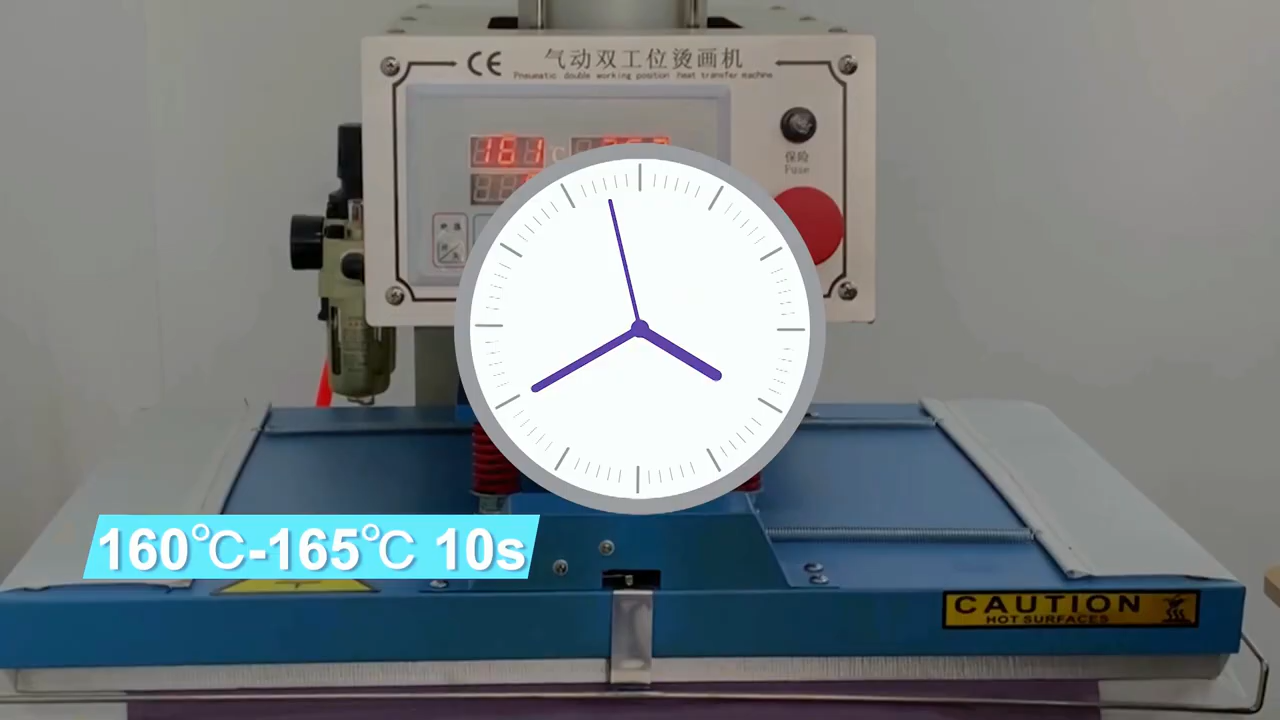 CE 气动双工位烫画机
Pneumatic double working position heat transfer machine
161 ℃
保险
Fuse
160℃-165℃ 10s
CAUTION
HOT SURFACES